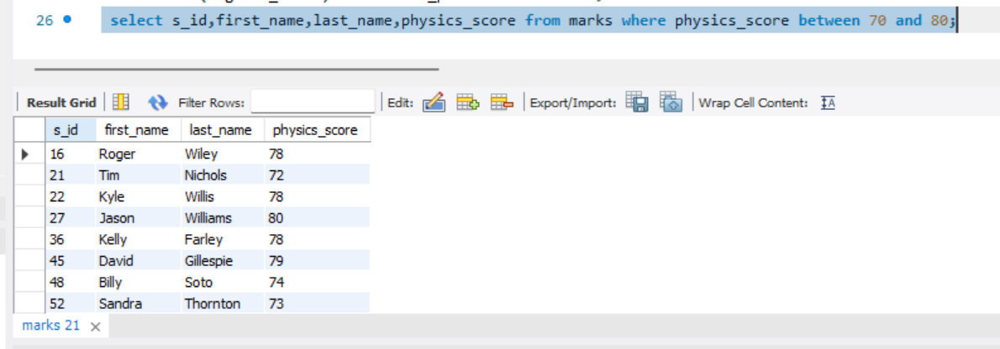 26 select s_id,first_name,last_name,physics_score from marks where physics_score between 70 and 80;
Result Grid Filter Rows: Edit: Export/Import: Wrap Cell Content:
s_id first_name last_name physics_score
16 Roger Wiley 78
21 Tim Nichols 72
22 Kyle Willis 78
27 Jason Williams 80
36 Kelly Farley 78
45 David Gillespie 79
48 Billy Soto 74
52 Sandra Thornton 73
marks 21